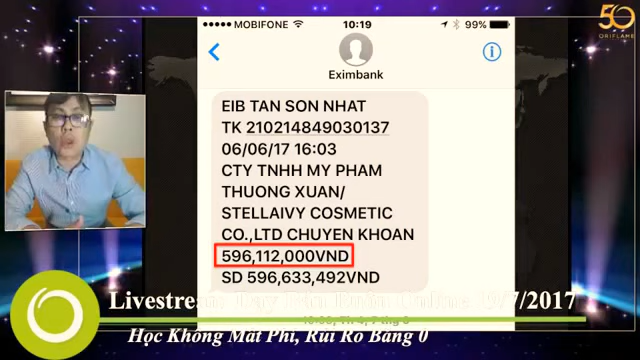 MOBIFONE
10:19
99%
50
ORIFLAME
Eximbank
EIB TAN SON NHAT
TK 210214849030137
06/06/17 16:03
CTY TNHH MY PHAM
THUONG XUAN/
STELLAIVY COSMETIC
CO.,LTD CHUYEN KHOAN
596,112,000VND
SD 596,633,492VND
Livestream Dạy Online 19/7/2017
Học Không Mất Phí, Rủi Ro Bằng 0